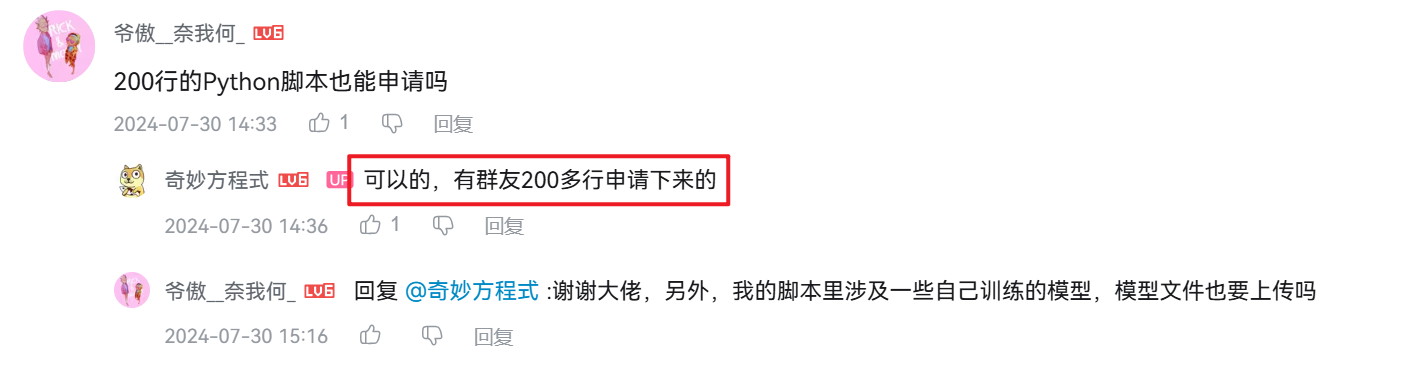 爷傲__奈我何_ LV6
200行的Python脚本也能申请吗
2024-07-30 14:33 1 回复
奇妙方程式 LV6 UP 可以的，有群友200多行申请下来的
2024-07-30 14:36 1 回复
爷傲__奈我何_ LV6 回复 @奇妙方程式 :谢谢大佬，另外，我的脚本里涉及一些自己训练的模型，模型文件也要上传吗
2024-07-30 15:16 回复